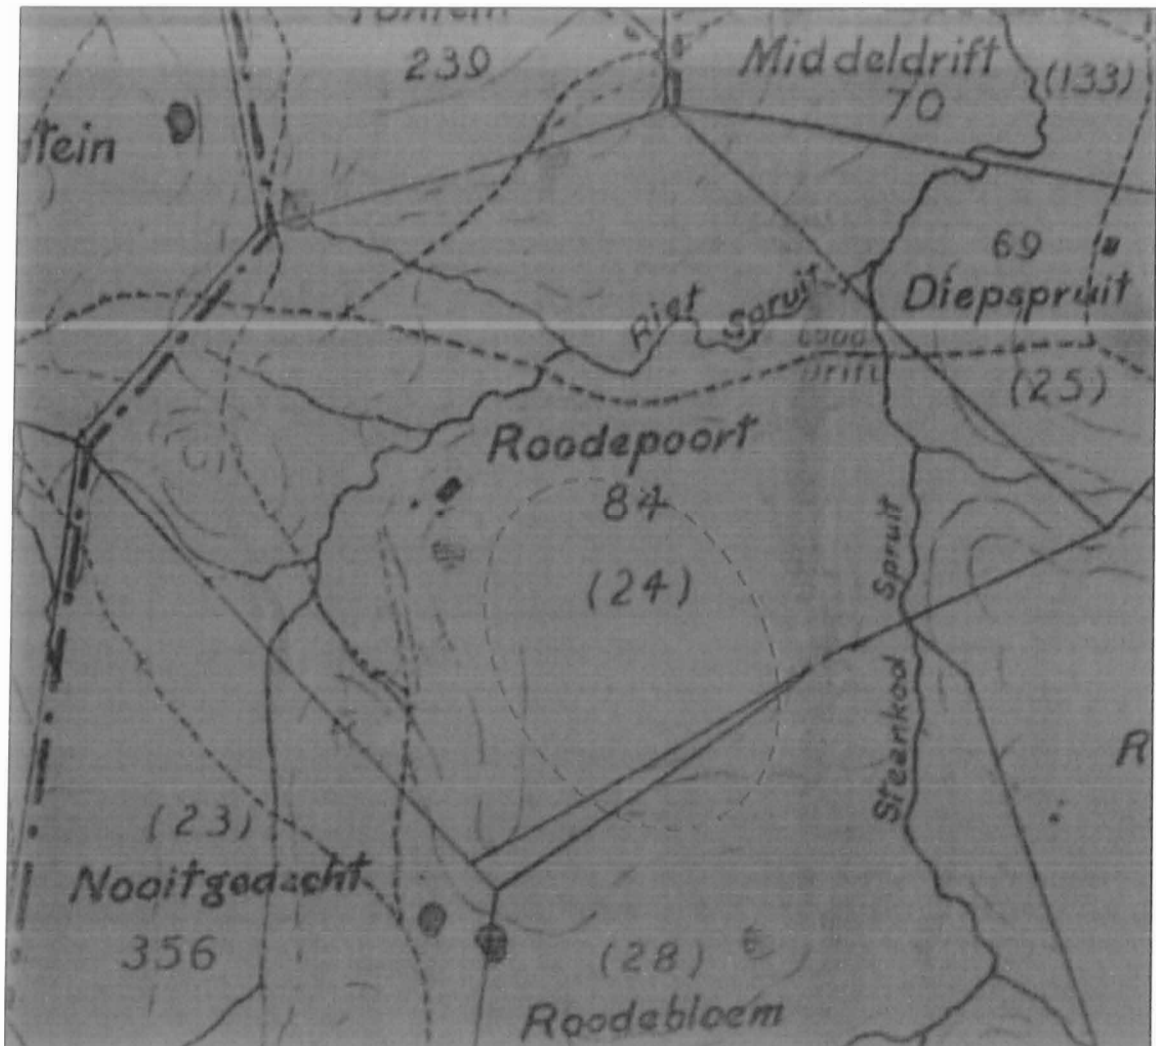 239
Middeldrift
70
(133)
tein
69
Diepspruit
Riet Spruit
Drift
(25)
Roodepoort
84
(24)
Steenkool Spruit
R
(23)
Nooitgedacht
356
(28)
Roodebloem